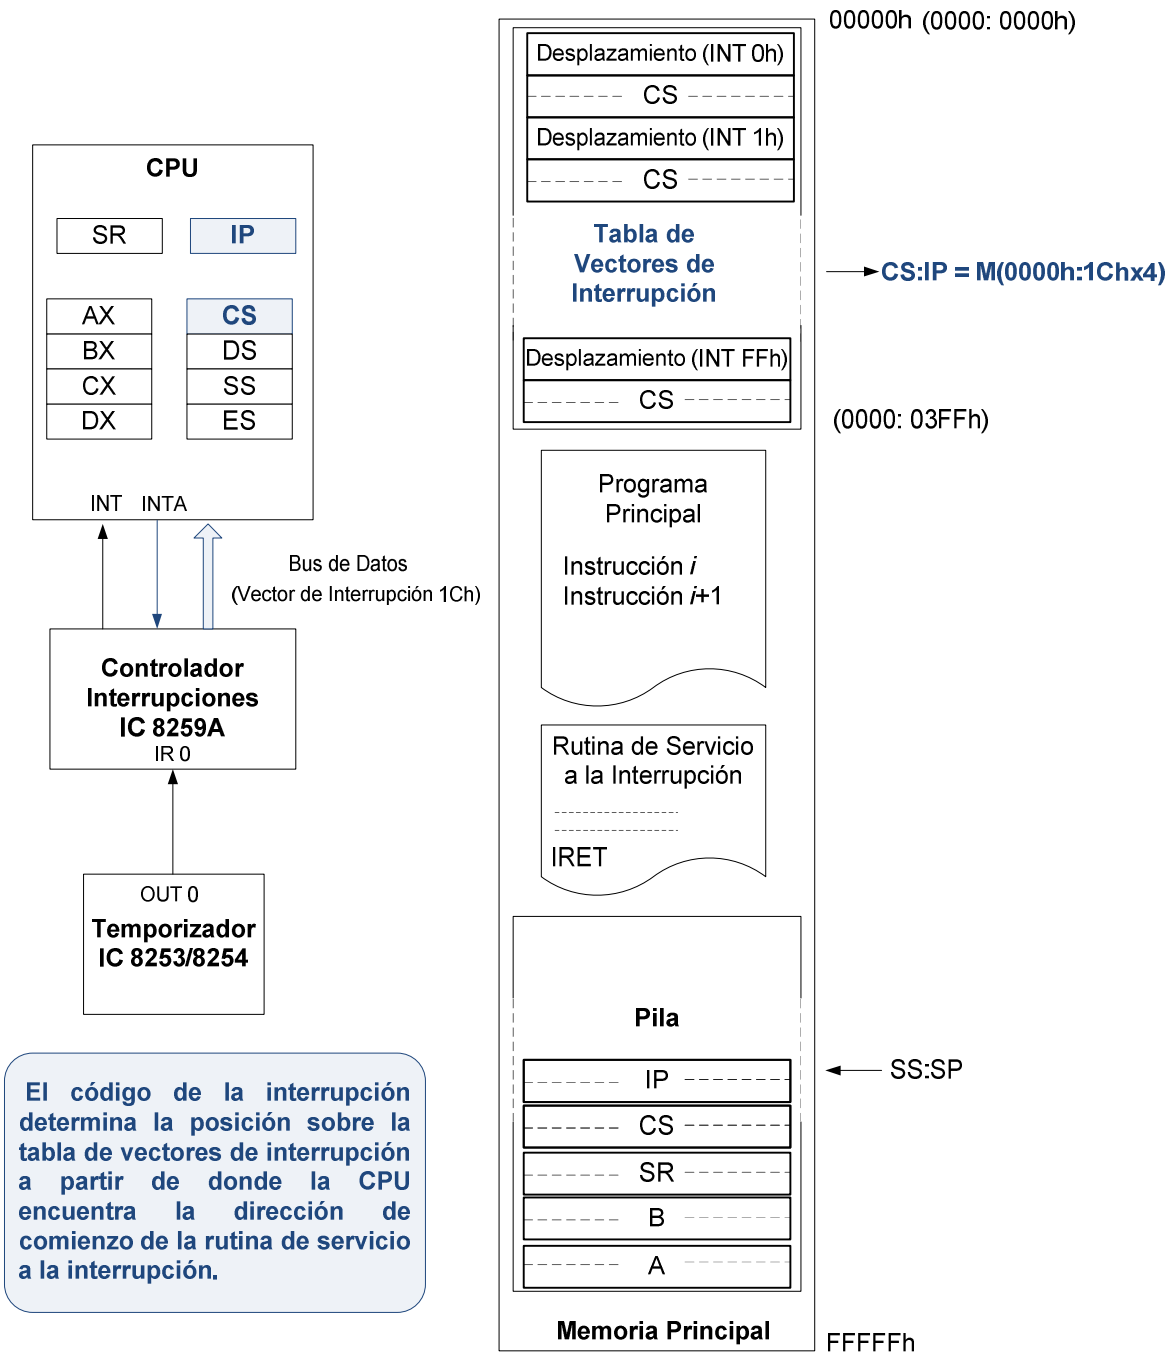 CPU
SR
IP
AX
CS
BX
DS
CX
SS
DX
ES
INT
INTA
Bus de Datos
(Vector de Interrupción 1Ch)
Controlador
Interrupciones
IC 8259A
IR 0
OUT 0
Temporizador
IC 8253/8254
El código de la interrupción
determina la posición sobre la
tabla de vectores de interrupción
a partir de donde la CPU
encuentra la dirección de
comienzo de la rutina de servicio
a la interrupción.
00000h (0000: 0000h)
Desplazamiento (INT 0h)
CS
Desplazamiento (INT 1h)
CS
Tabla de
Vectores de
Interrupción
CS:IP = M(0000h:1Chx4)
Desplazamiento (INT FFh)
CS
(0000: 03FFh)
Programa
Principal
Instrucción i
Instrucción i+1
Rutina de Servicio
a la Interrupción
IRET
Pila
IP
SS:SP
CS
SR
B
A
Memoria Principal
FFFFFh